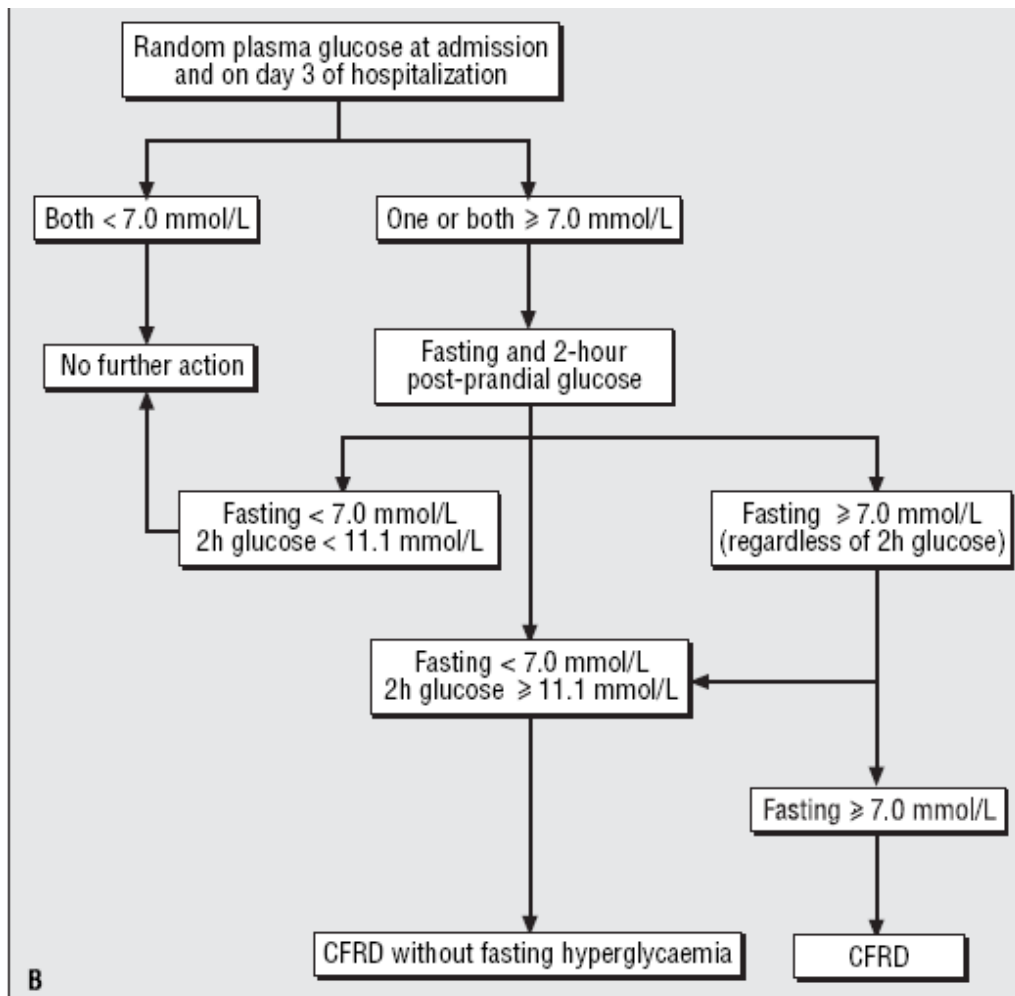 Random plasma glucose at admission
and on day 3 of hospitalization
Both < 7.0 mmol/L
One or both ⩾ 7.0 mmol/L
No further action
Fasting and 2-hour
post-prandial glucose
Fasting < 7.0 mmol/L
2h glucose < 11.1 mmol/L
Fasting ⩾ 7.0 mmol/L
(regardless of 2h glucose)
Fasting < 7.0 mmol/L
2h glucose ⩾ 11.1 mmol/L
Fasting ⩾ 7.0 mmol/L
CFRD without fasting hyperglycaemia
CFRD
B